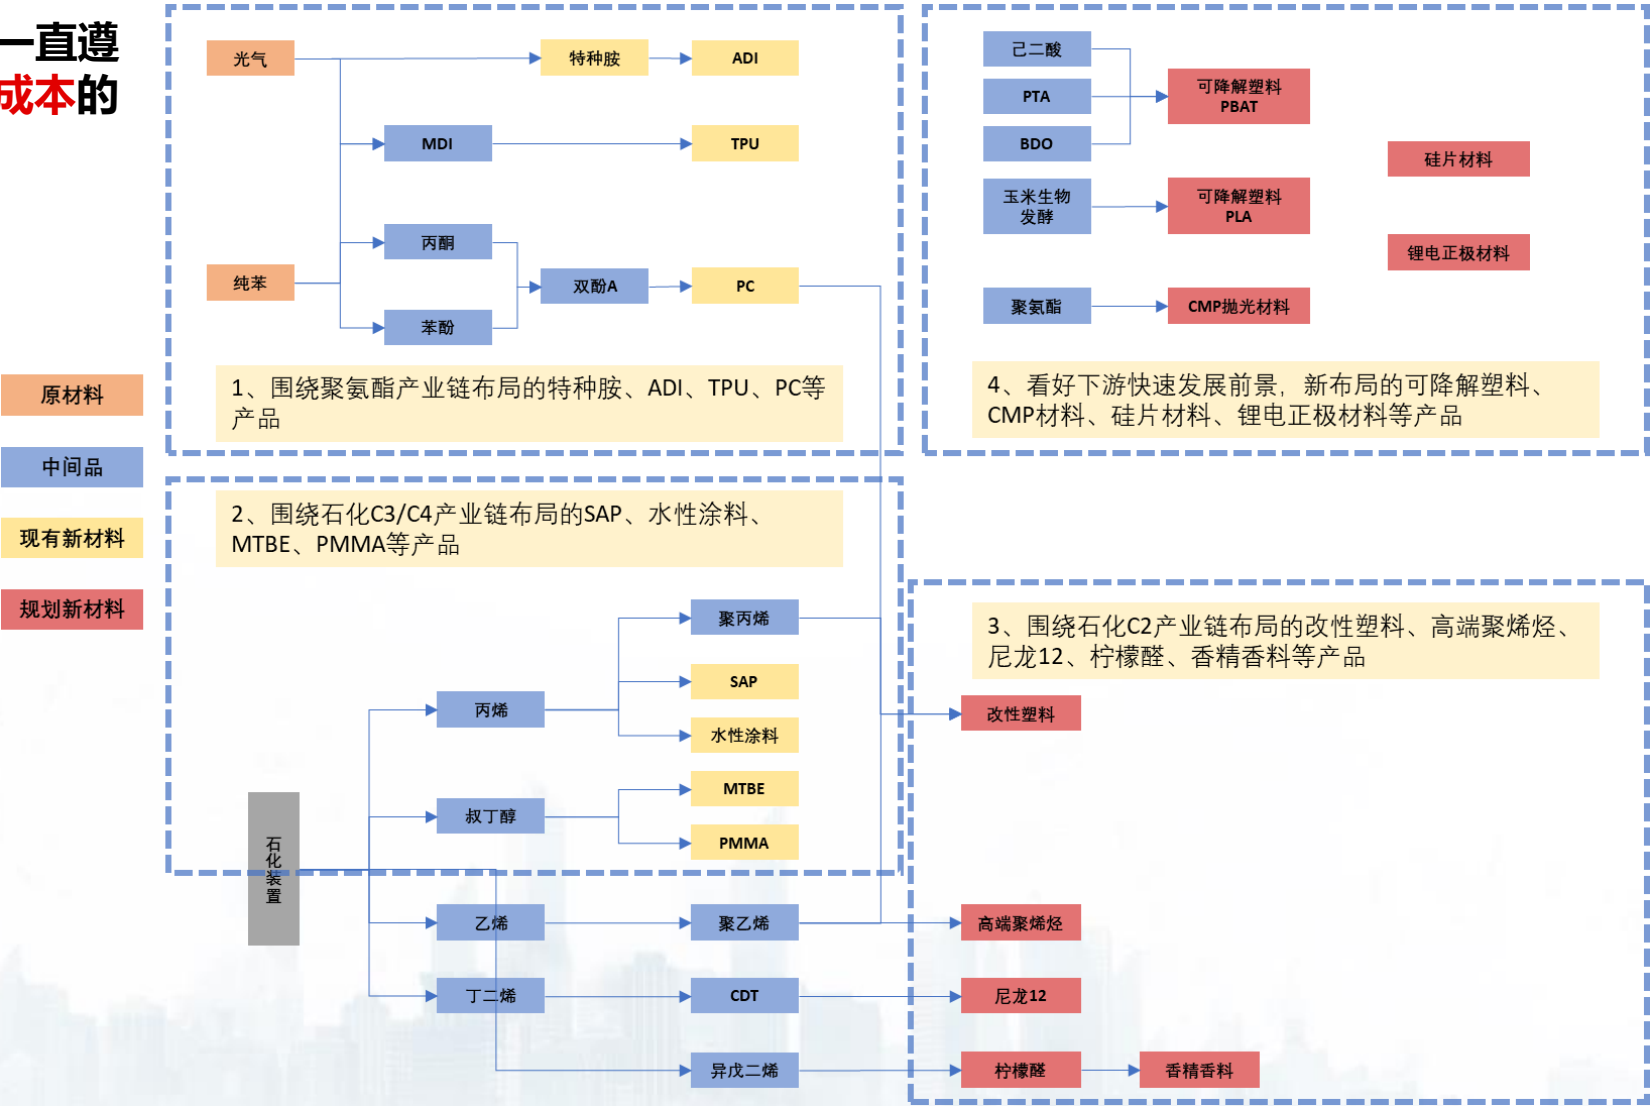 一直遵
成本的
原材料
中间品
现有新材料
规划新材料
光气
特种胺
ADI
MDI
TPU
丙酮
纯苯
双酚A
PC
苯酚
1、围绕聚氨酯产业链布局的特种胺、ADI、TPU、PC等
产品
己二酸
PTA
BDO
可降解塑料
PBAT
玉米生物
发酵
可降解塑料
PLA
聚氨酯
CMP抛光材料
硅片材料
锂电正极材料
4、看好下游快速发展前景，新布局的可降解塑料、
CMP材料、硅片材料、锂电正极材料等产品
2、围绕石化C3/C4产业链布局的SAP、水性涂料、
MTBE、PMMA等产品
聚丙烯
SAP
丙烯
水性涂料
MTBE
叔丁醇
PMMA
石化装置
乙烯
聚乙烯
丁二烯
CDT
异戊二烯
3、围绕石化C2产业链布局的改性塑料、高端聚烯烃、
尼龙12、柠檬醛、香精香料等产品
改性塑料
高端聚烯烃
尼龙12
柠檬醛
香精香料